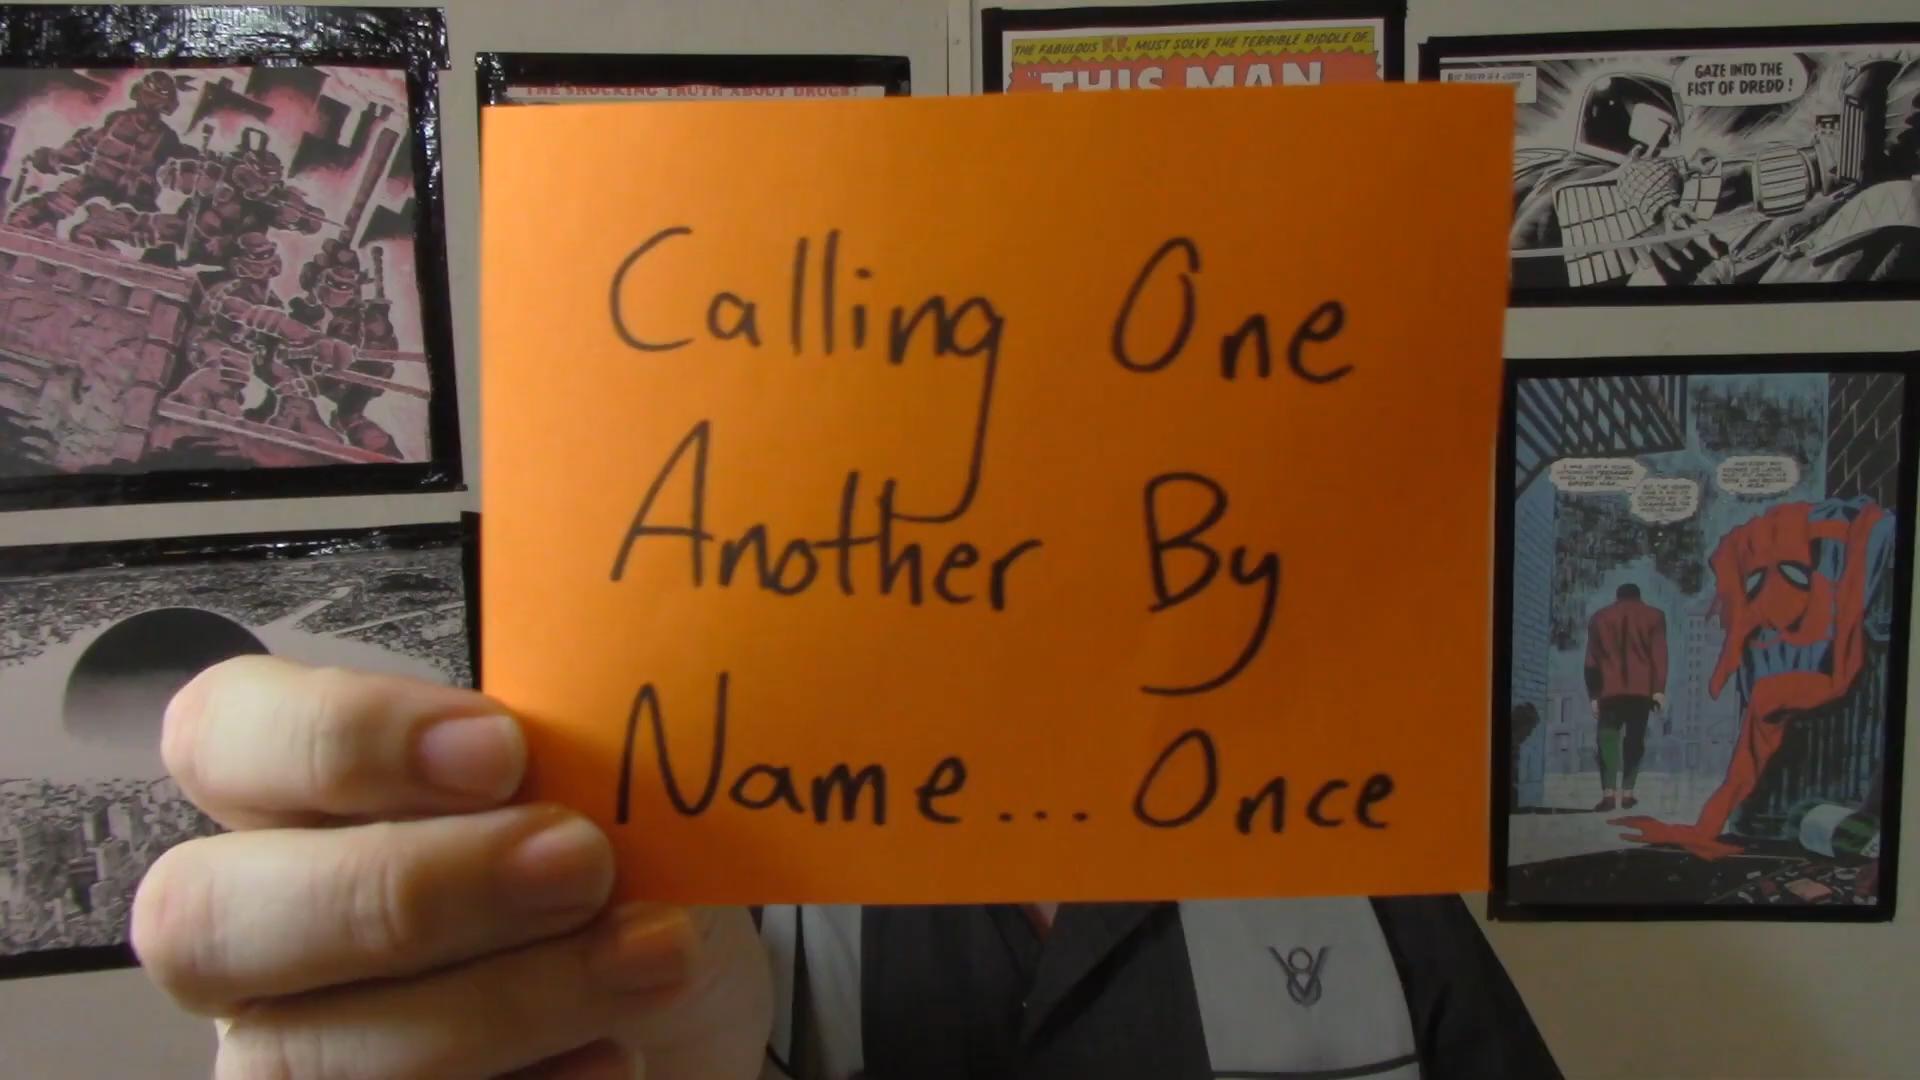 THE SHOCKING TRUTH ABOUT DRUGS!
THE FABULOUS F.F. MUST SOLVE THE TERRIBLE RIDDLE OF...
"THIS MAN
GAZE INTO THE
FIST OF DREDD!
Calling One
Another By
Name... Once
V8